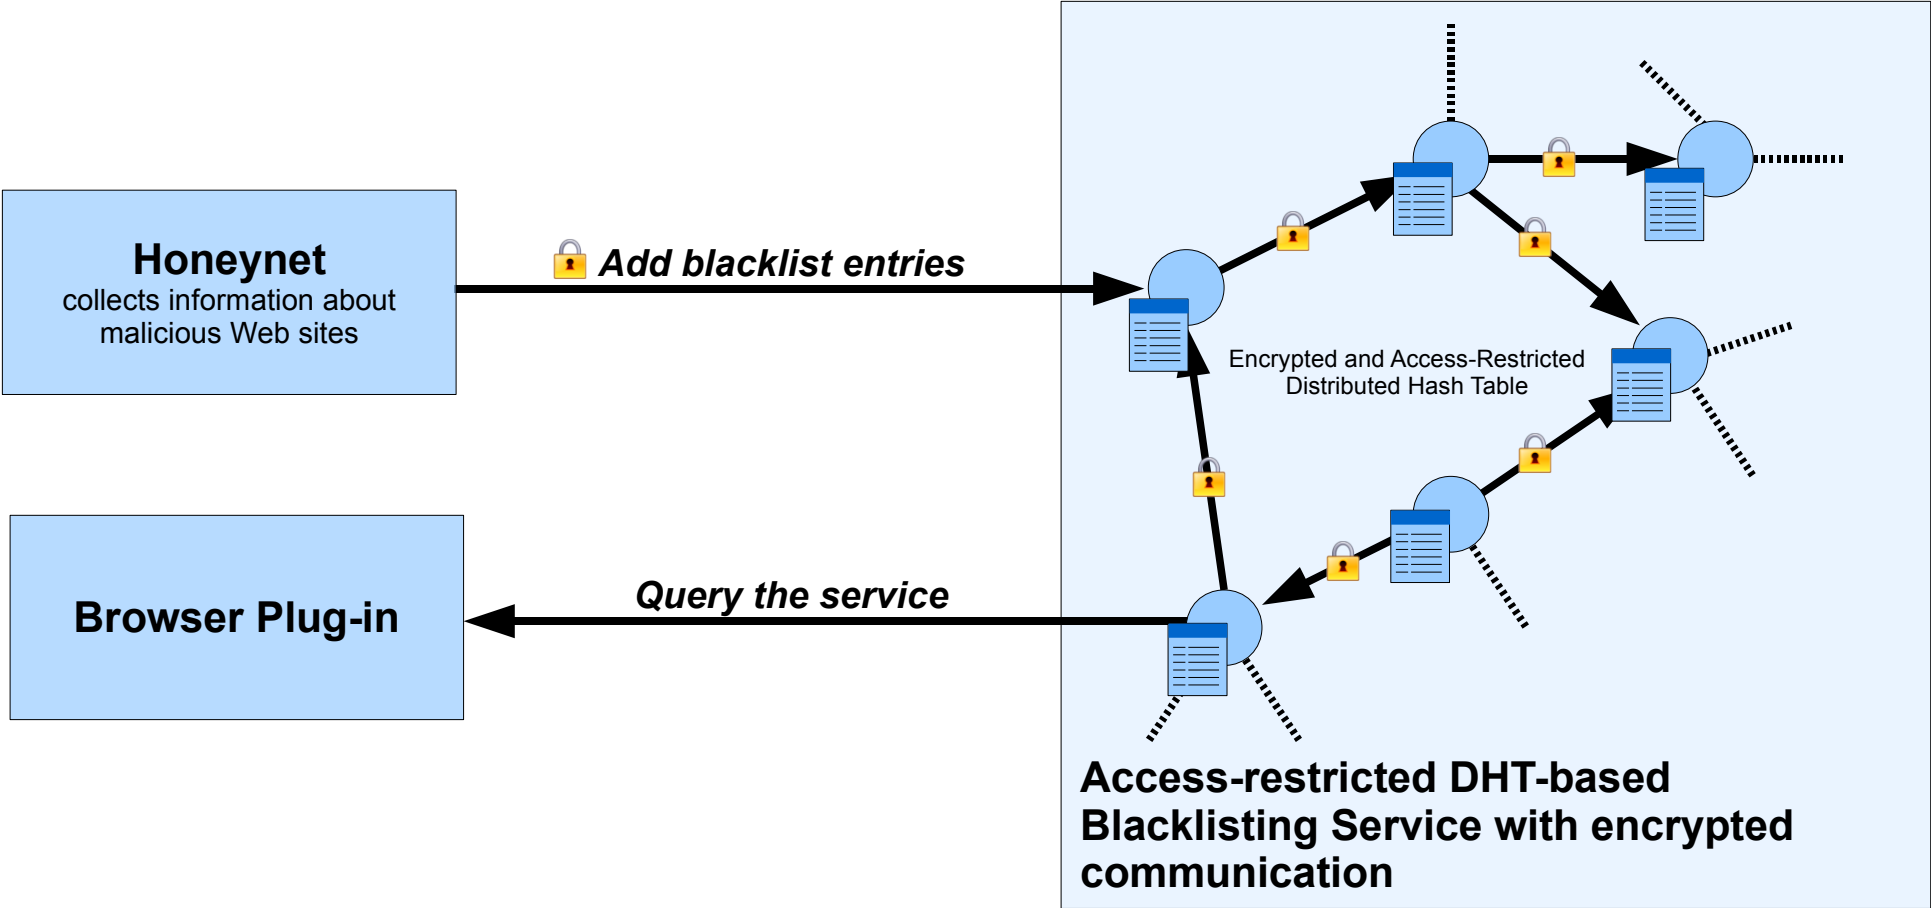 Honeynet
collects information about
malicious Web sites
Add blacklist entries
Encrypted and Access-Restricted
Distributed Hash Table
Browser Plug-in
Query the service
Access-restricted DHT-based
Blacklisting Service with encrypted
communication